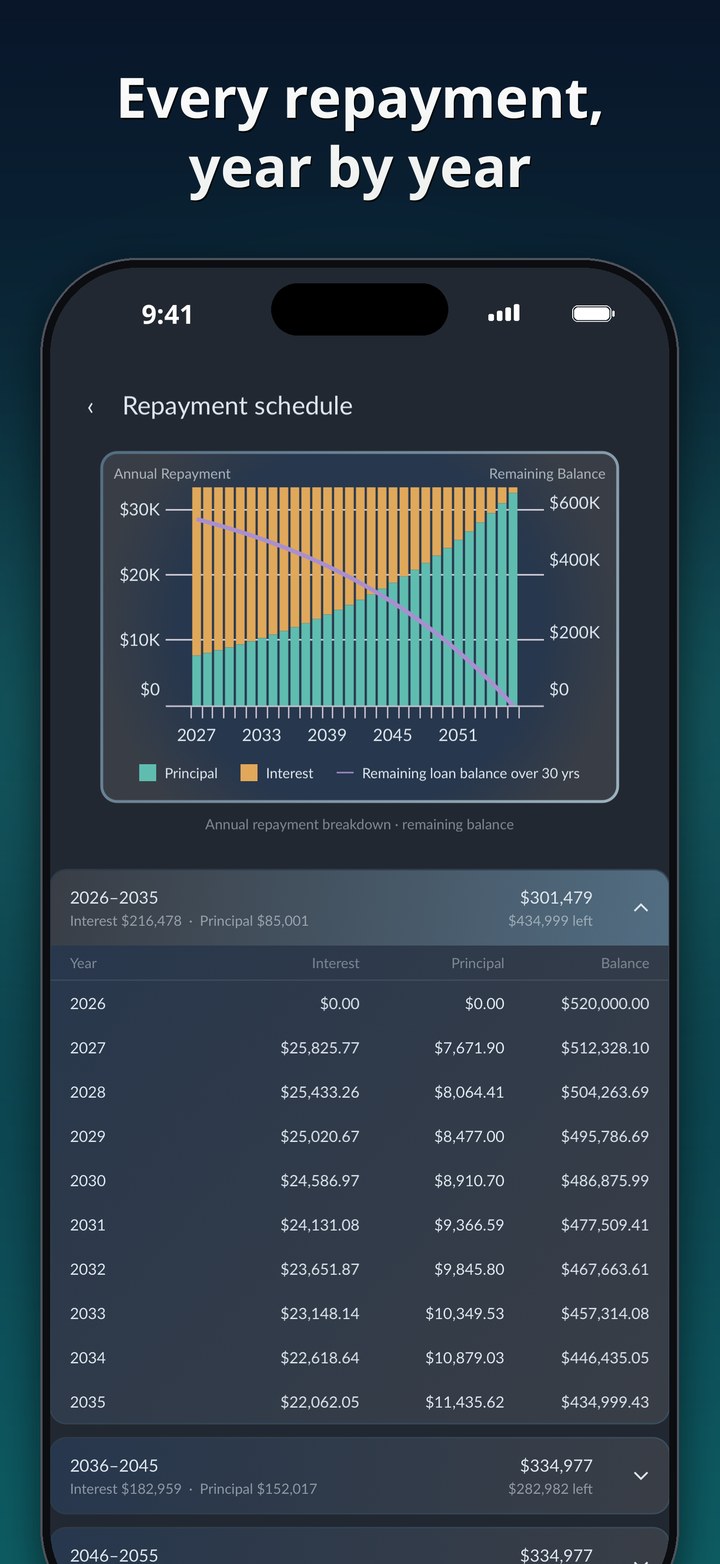 Every repayment,
year by year
9:41
‹ Repayment schedule
Annual Repayment Remaining Balance
$30K $600K
$20K $400K
$10K $200K
$0 $0
2027 2033 2039 2045 2051
Principal Interest Remaining loan balance over 30 yrs
Annual repayment breakdown · remaining balance
2026–2035 $301,479
Interest $216,478 · Principal $85,001 $434,999 left
Year Interest Principal Balance
2026 $0.00 $0.00 $520,000.00
2027 $25,825.77 $7,671.90 $512,328.10
2028 $25,433.26 $8,064.41 $504,263.69
2029 $25,020.67 $8,477.00 $495,786.69
2030 $24,586.97 $8,910.70 $486,875.99
2031 $24,131.08 $9,366.59 $477,509.41
2032 $23,651.87 $9,845.80 $467,663.61
2033 $23,148.14 $10,349.53 $457,314.08
2034 $22,618.64 $10,879.03 $446,435.05
2035 $22,062.05 $11,435.62 $434,999.43
2036–2045 $334,977
Interest $182,959 · Principal $152,017 $282,982 left
2046–2055 $334,977